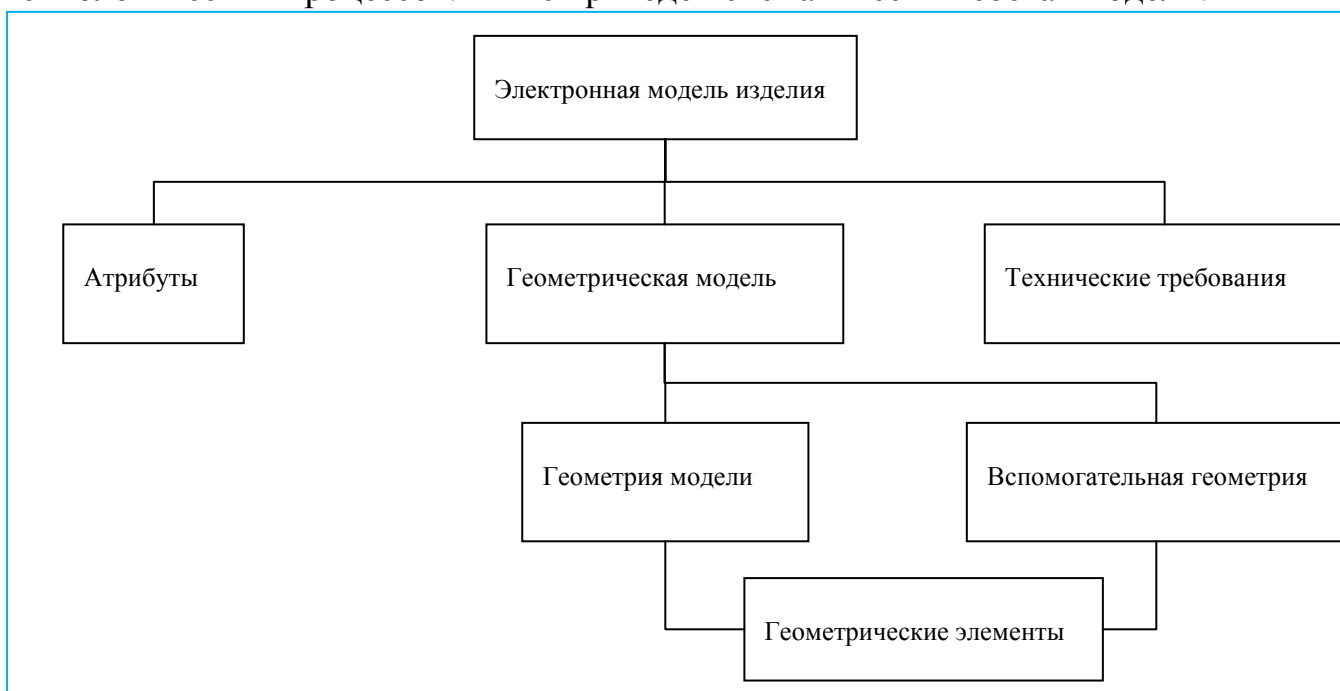 Электронная модель изделия
Атрибуты
Геометрическая модель
Технические требования
Геометрия модели
Вспомогательная геометрия
Геометрические элементы